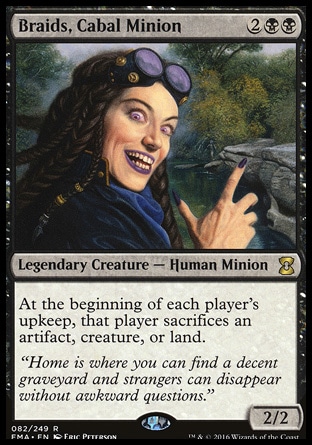 Braids, Cabal Minion 2
Legendary Creature — Human Minion
At the beginning of each player's
upkeep, that player sacrifices an
artifact, creature, or land.
“Home is where you can find a decent
graveyard and strangers can disappear
without awkward questions.”
2/2
082/249 R
EMA • EN Eric Peterson
™ & © 2016 Wizards of the Coast